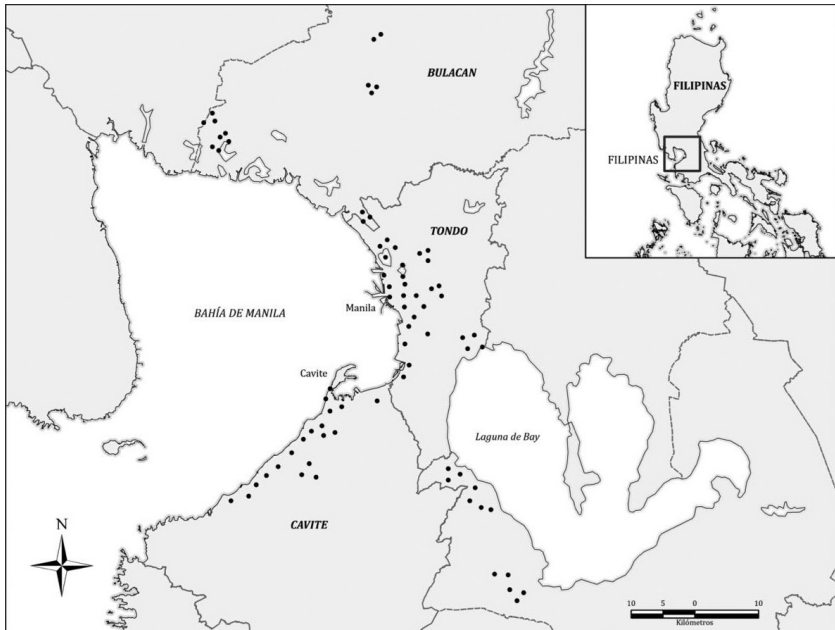 BULACAN
FILIPINAS
FILIPINAS
TONDO
BAHÍA DE MANILA
Manila
Cavite
Laguna de Bay
CAVITE
N
10 5 0 10
Kilómetros